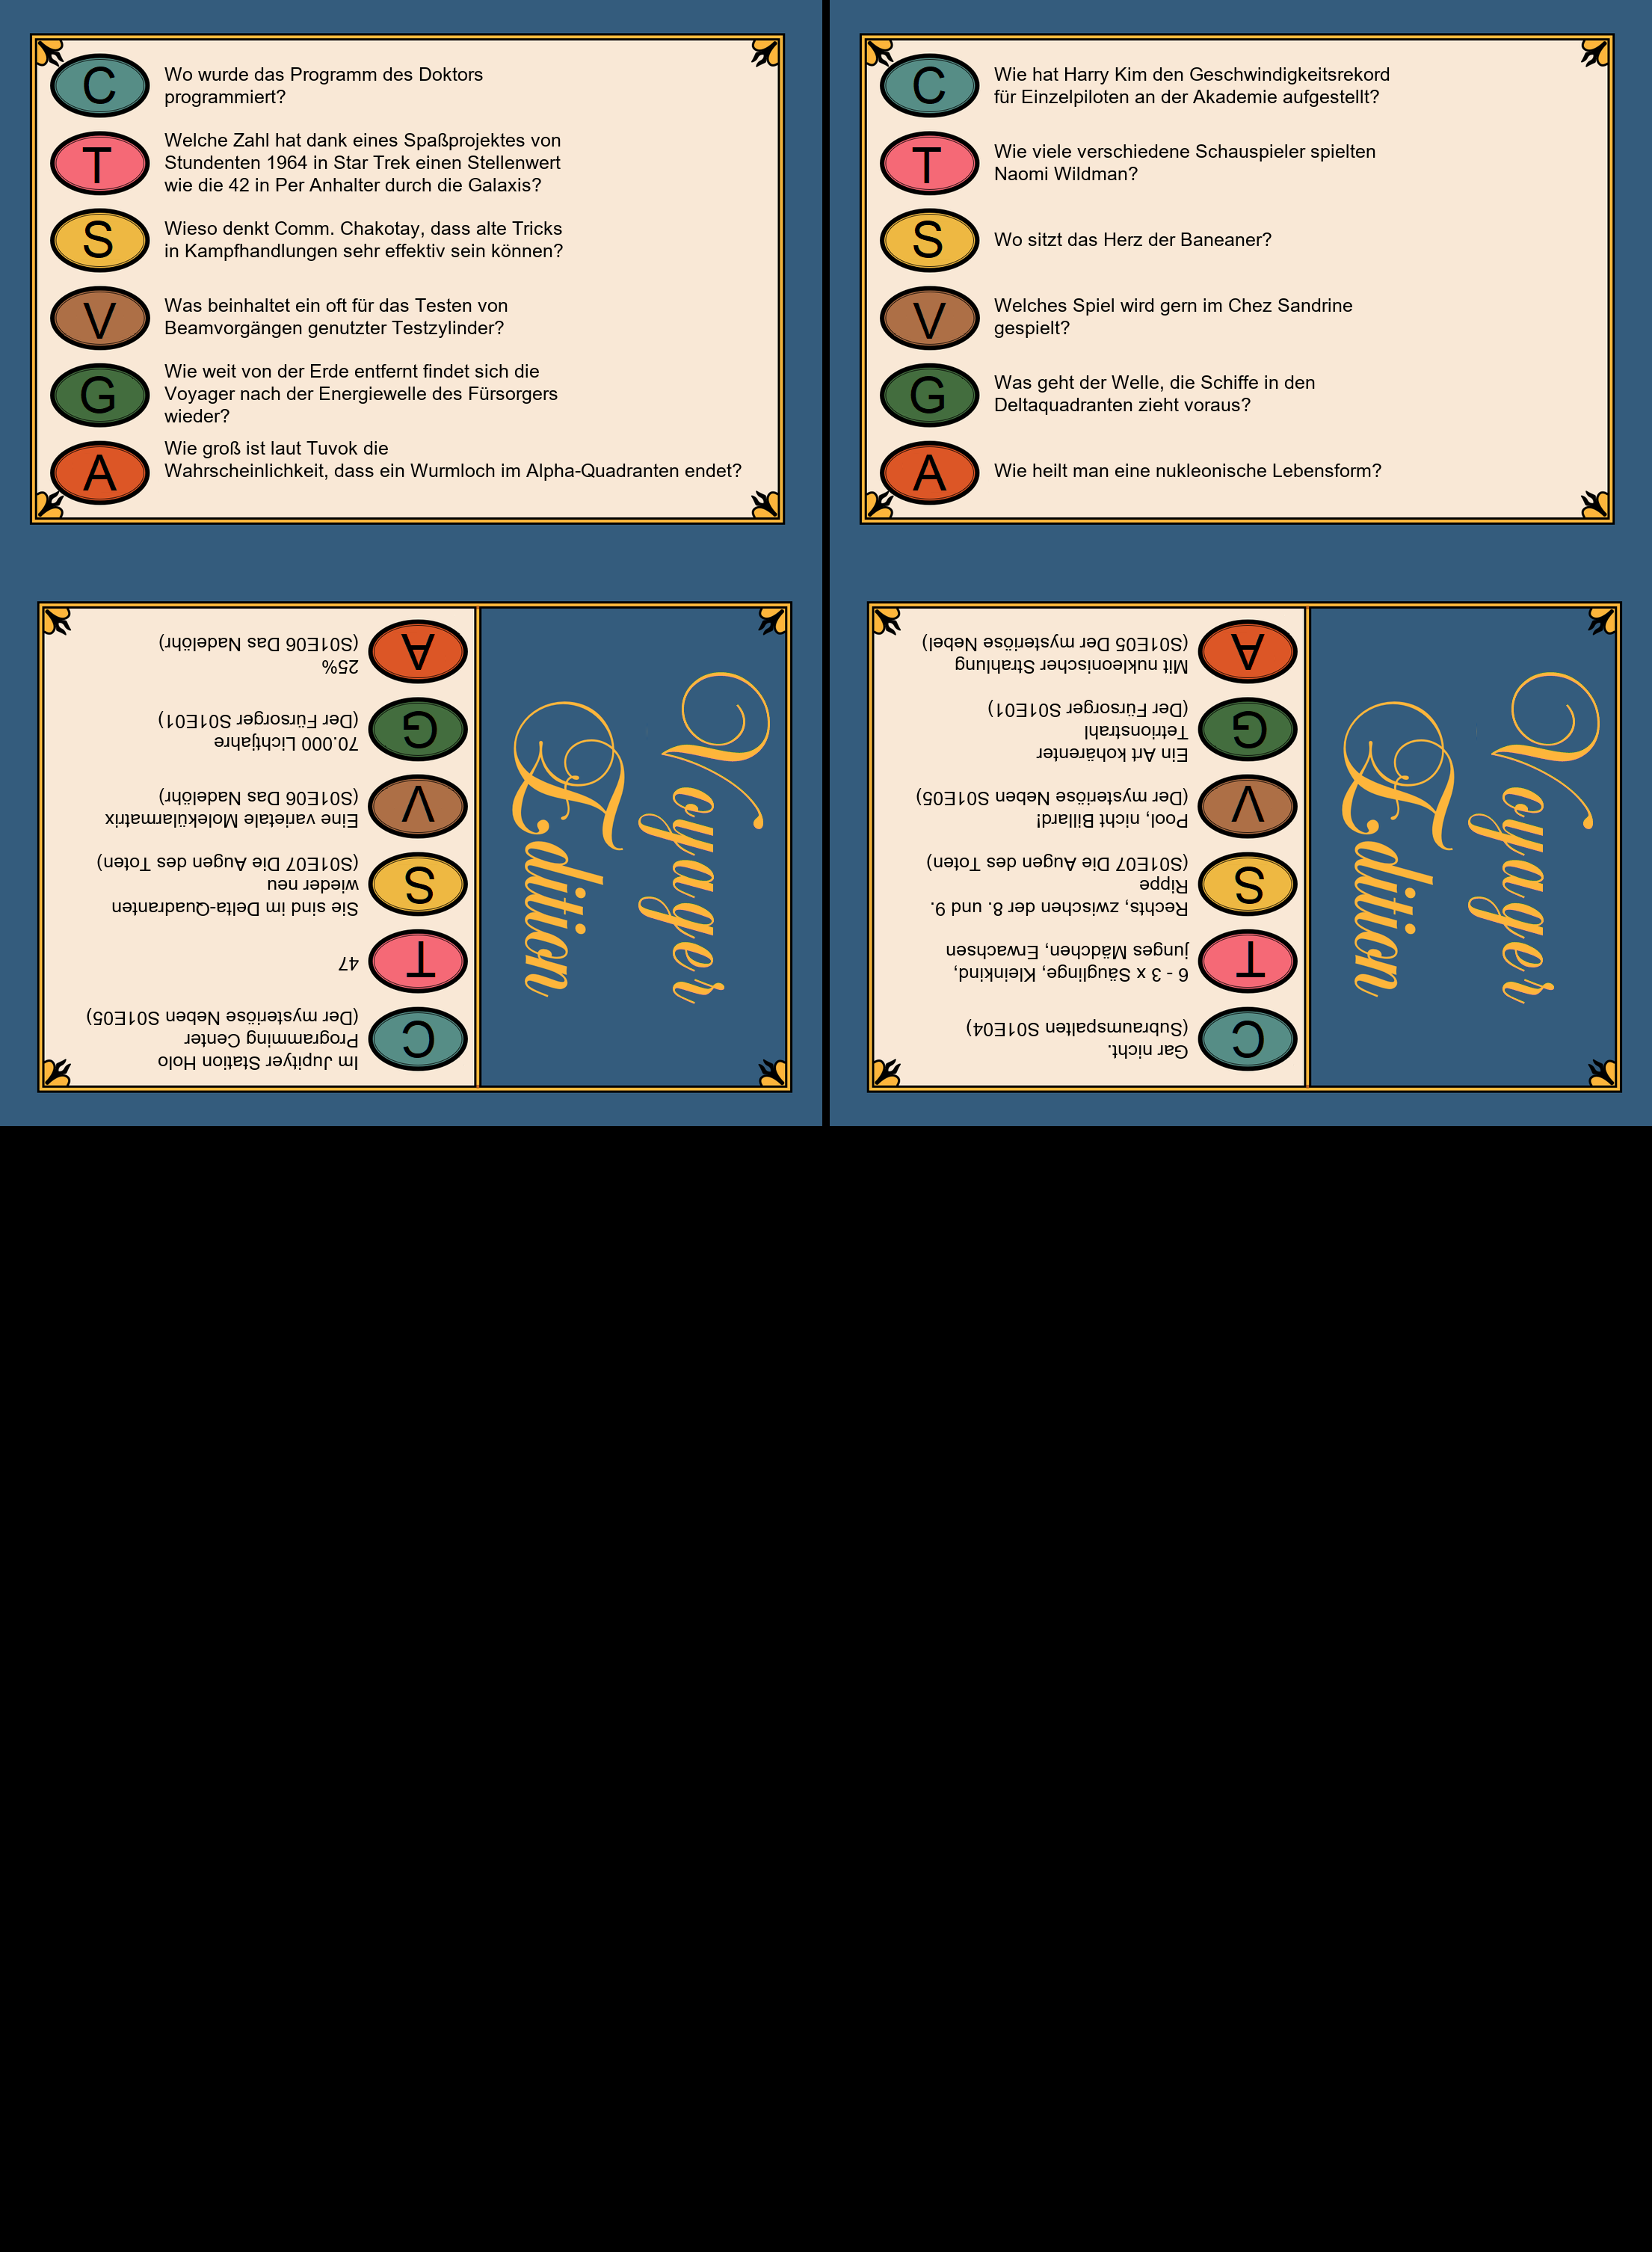 C
Wo wurde das Programm des Doktors
programmiert?
T
Welche Zahl hat dank eines Spaßprojektes von
Stundenten 1964 in Star Trek einen Stellenwert
wie die 42 in Per Anhalter durch die Galaxis?
S
Wieso denkt Comm. Chakotay, dass alte Tricks
in Kampfhandlungen sehr effektiv sein können?
V
Was beinhaltet ein oft für das Testen von
Beamvorgängen genutzter Testzylinder?
G
Wie weit von der Erde entfernt findet sich die
Voyager nach der Energiewelle des Fürsorgers
wieder?
A
Wie groß ist laut Tuvok die
Wahrscheinlichkeit, dass ein Wurmloch im Alpha-Quadranten endet?
C
Wie hat Harry Kim den Geschwindigkeitsrekord
für Einzelpiloten an der Akademie aufgestellt?
T
Wie viele verschiedene Schauspieler spielten
Naomi Wildman?
S
Wo sitzt das Herz der Baneaner?
V
Welches Spiel wird gern im Chez Sandrine
gespielt?
G
Was geht der Welle, die Schiffe in den
Deltaquadranten zieht voraus?
A
Wie heilt man eine nukleonische Lebensform?
Voyager
Edition
C
Im Jupityer Station Holo
Programming Center
(Der mysteriöse Neben S01E05)
T
47
S
Sie sind im Delta-Quadranten
wieder neu
(S01E07 Die Augen des Toten)
V
Eine varietale Molekülarmatrix
(S01E06 Das Nadelöhr)
G
70.000 Lichtjahre
(Der Fürsorger S01E01)
A
25%
(S01E06 Das Nadelöhr)
Voyager
Edition
C
Gar nicht.
(Subraumspalten S01E04)
T
6 - 3 x Säuglinge, Kleinkind,
junges Mädchen, Erwachsen
S
Rechts, zwischen der 8. und 9.
Rippe
(S01E07 Die Augen des Toten)
V
Pool, nicht Billard!
(Der mysteriöse Neben S01E05)
G
Ein Art kohärenter
Tetrionstrahl
(Der Fürsorger S01E01)
A
Mit nukleonischer Strahlung
(S01E05 Der mysteriöse Nebel)